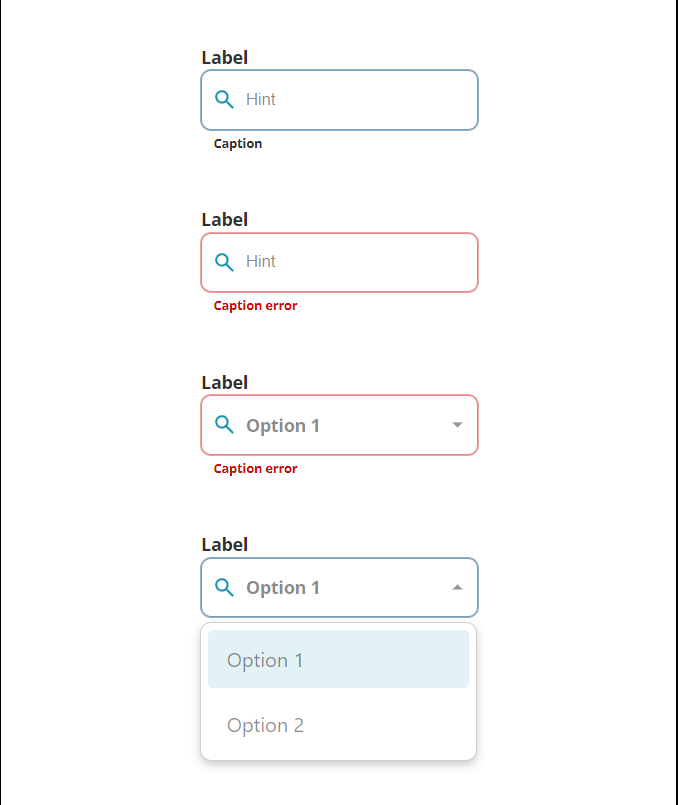 Label
Hint
Caption
Label
Hint
Caption error
Label
Option 1
Caption error
Label
Option 1
Option 1
Option 2